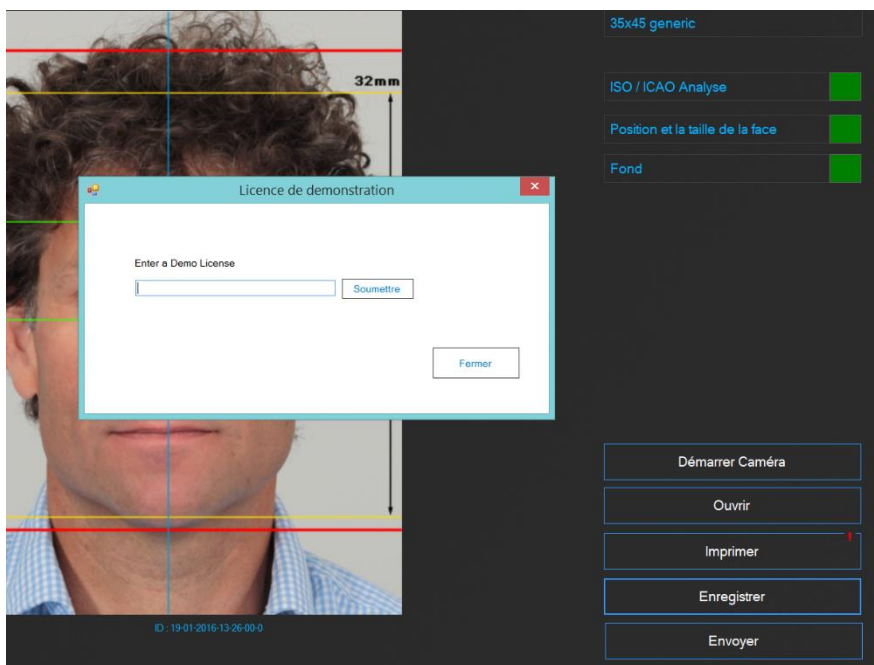 35x45 generic
32mm
ISO / ICAO Analyse
Position et la taille de la face
Fond
Licence de demonstration
Enter a Demo License
Soumettre
Fermer
Démarrer Caméra
Ouvrir
Imprimer
!
Enregistrer
Envoyer
ID : 19-01-2016-13-26-00-0